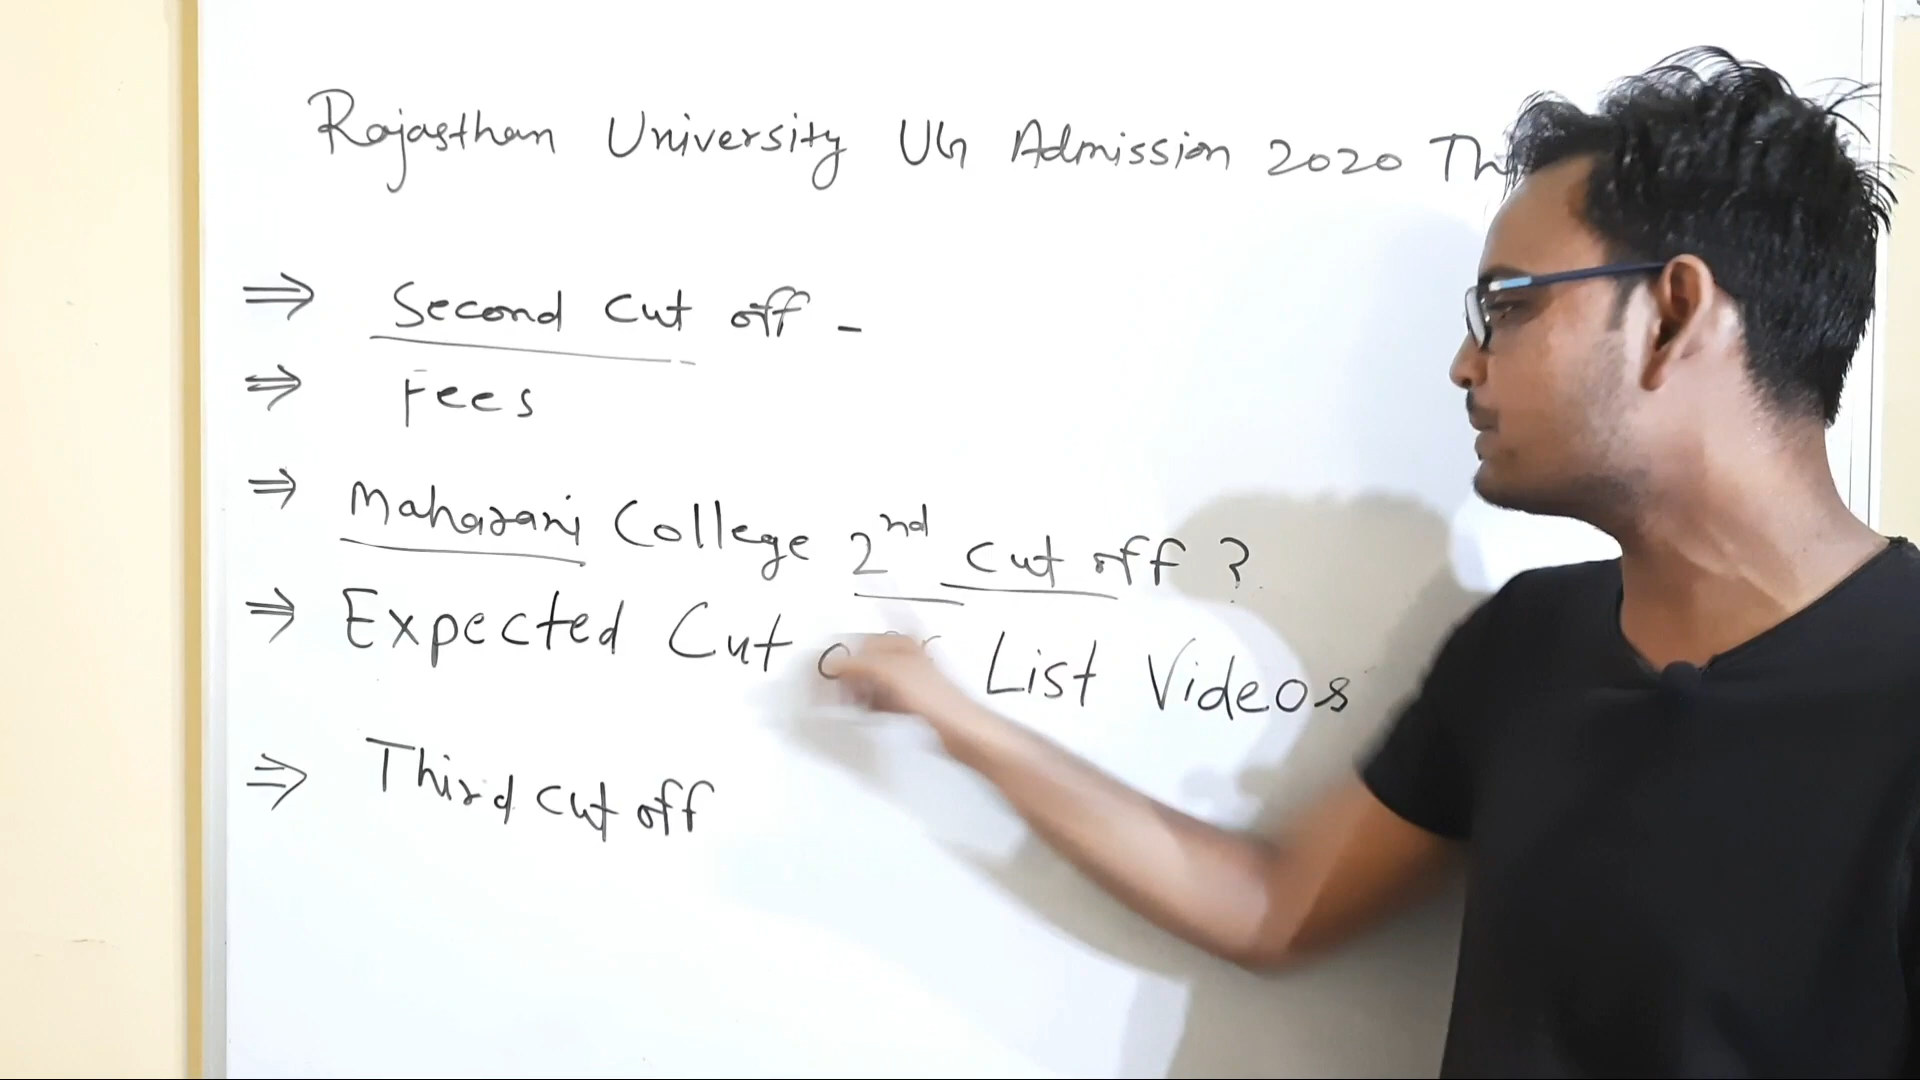 Rajasthan University UG Admission 2020
⇒ Second Cut off -
⇒ Fees
⇒ Maharani College 2nd Cut off ?
⇒ Expected Cut List Videos
⇒ Third Cut off